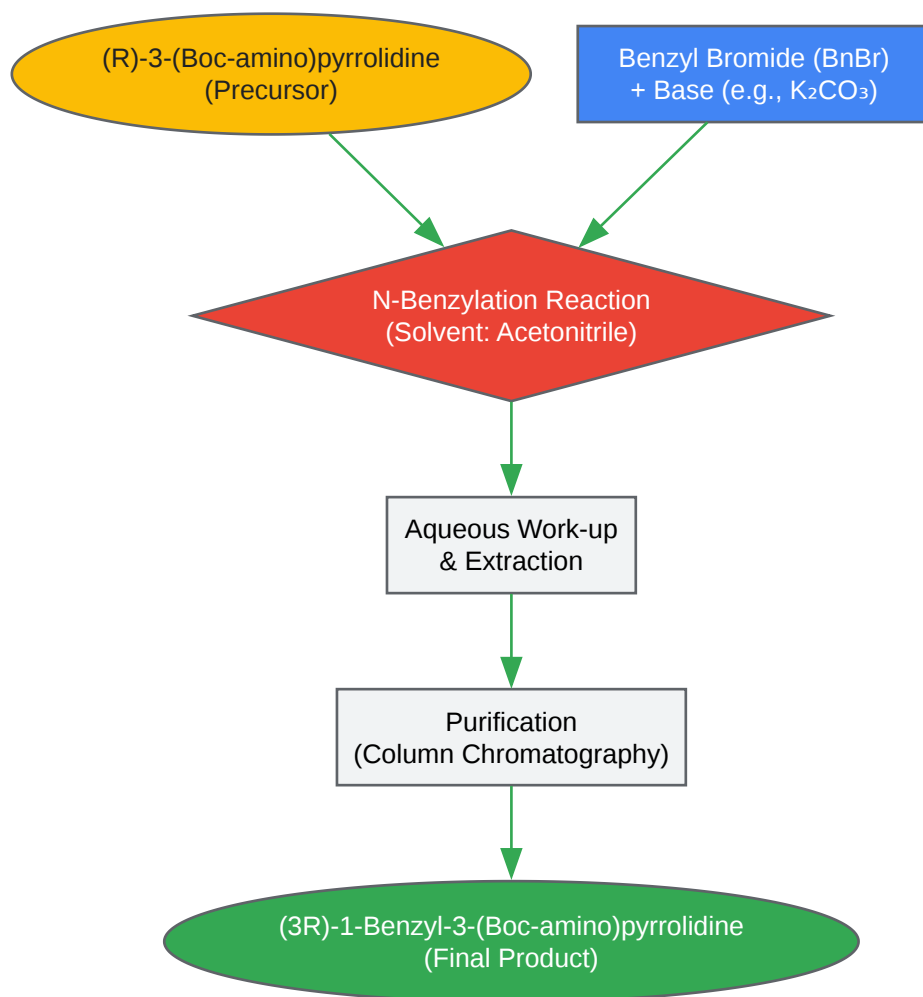 (R)-3-(Boc-amino)pyrrolidine
(Precursor)
Benzyl Bromide (BnBr)
+ Base (e.g., K₂CO₃)
N-Benzylation Reaction
(Solvent: Acetonitrile)
Aqueous Work-up
& Extraction
Purification
(Column Chromatography)
(3R)-1-Benzyl-3-(Boc-amino)pyrrolidine
(Final Product)